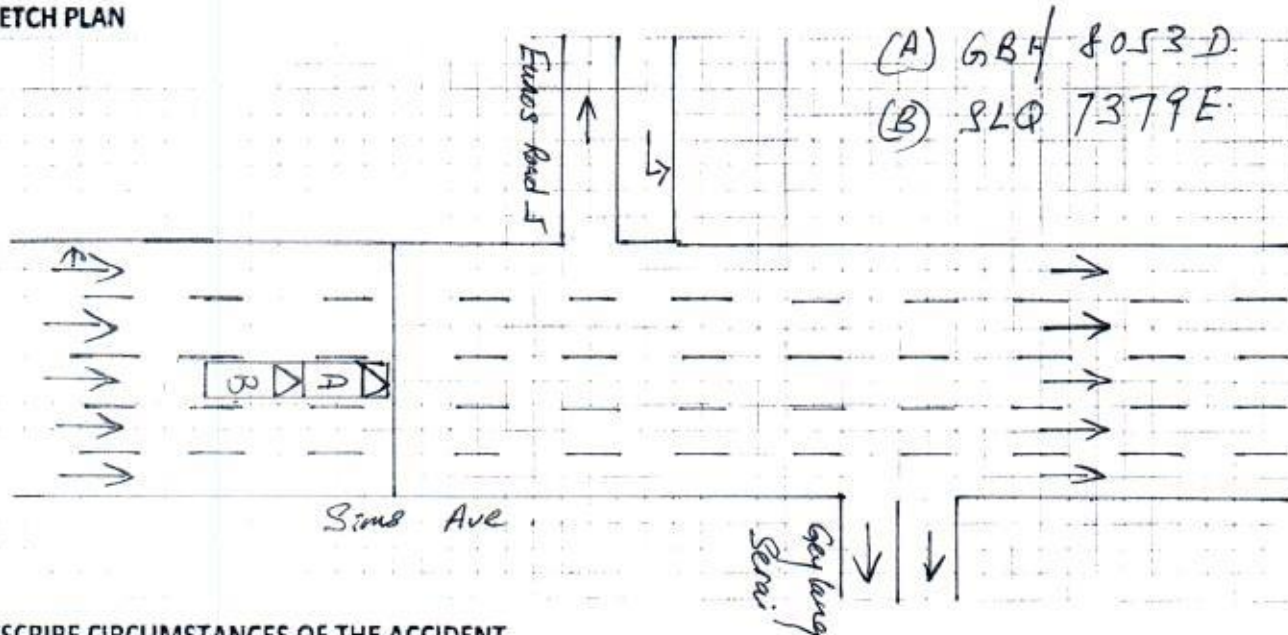 ETCH PLAN
(A) GBH 8053 D.
(B) SLQ 7379E.
Eunos Road 5
B
A
Sims Ave
Geylang
Serai
SCRIBE CIRCUMSTANCES OF THE ACCIDENT